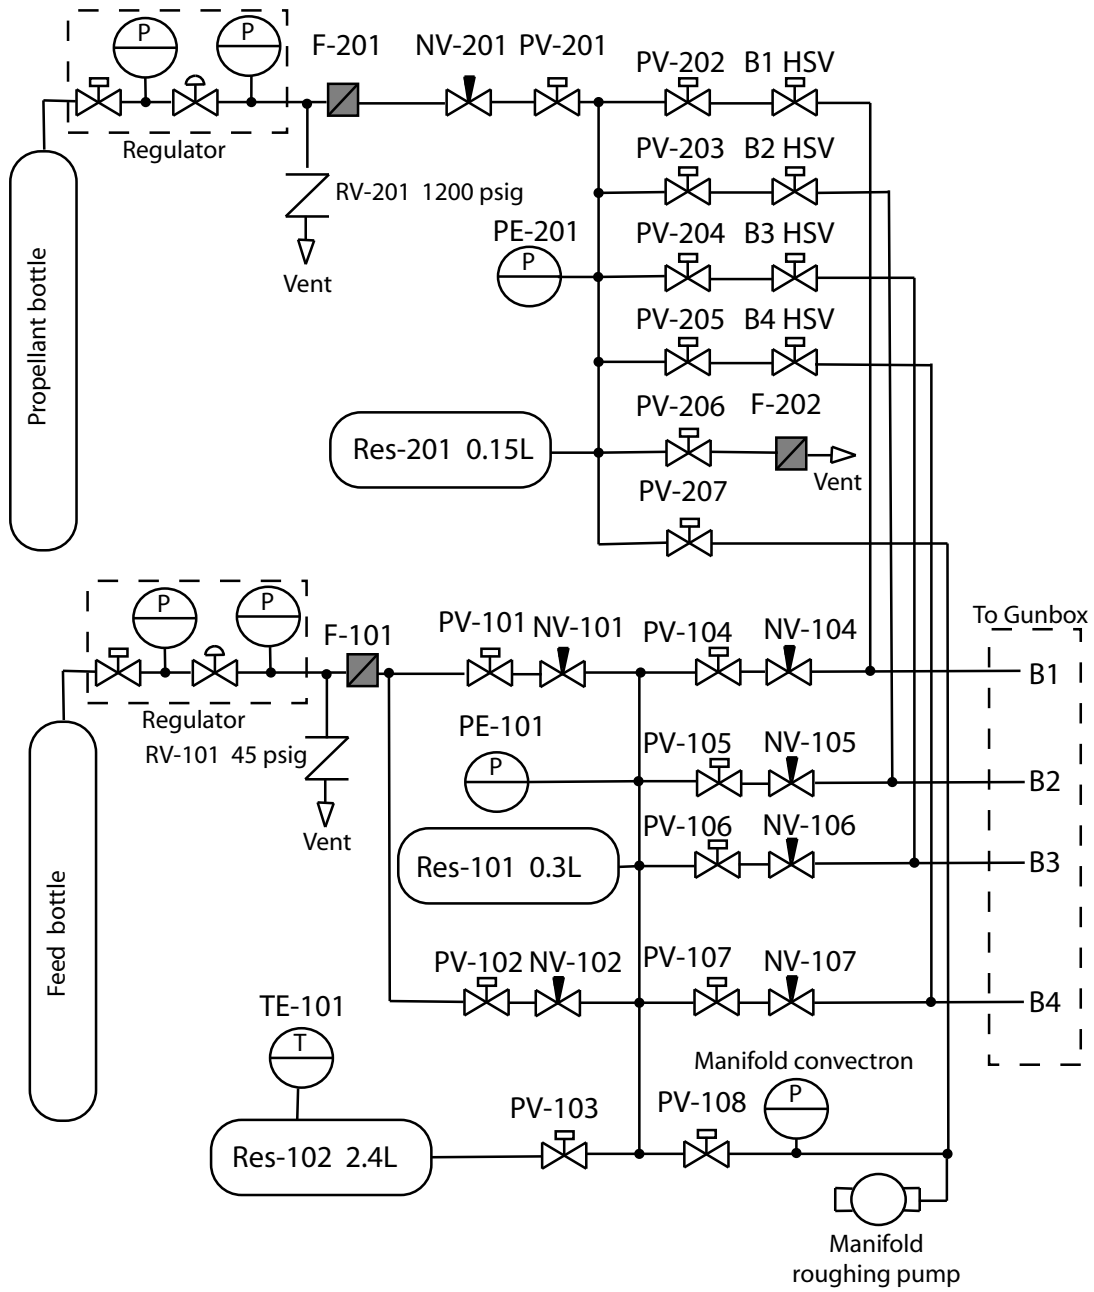 P
P
F-201
NV-201
PV-201
PV-202
B1 HSV
Regulator
PV-203
B2 HSV
RV-201 1200 psig
PE-201
P
PV-204
B3 HSV
Vent
Propellant bottle
PV-205
B4 HSV
PV-206
F-202
Res-201 0.15L
Vent
PV-207
P
P
F-101
PV-101
NV-101
PV-104
NV-104
To Gunbox
B1
Regulator
RV-101 45 psig
PE-101
P
PV-105
NV-105
B2
Vent
PV-106
NV-106
Res-101 0.3L
B3
Feed bottle
PV-102
NV-102
PV-107
NV-107
B4
TE-101
T
Manifold convectron
P
PV-103
PV-108
Res-102 2.4L
Manifold
roughing pump